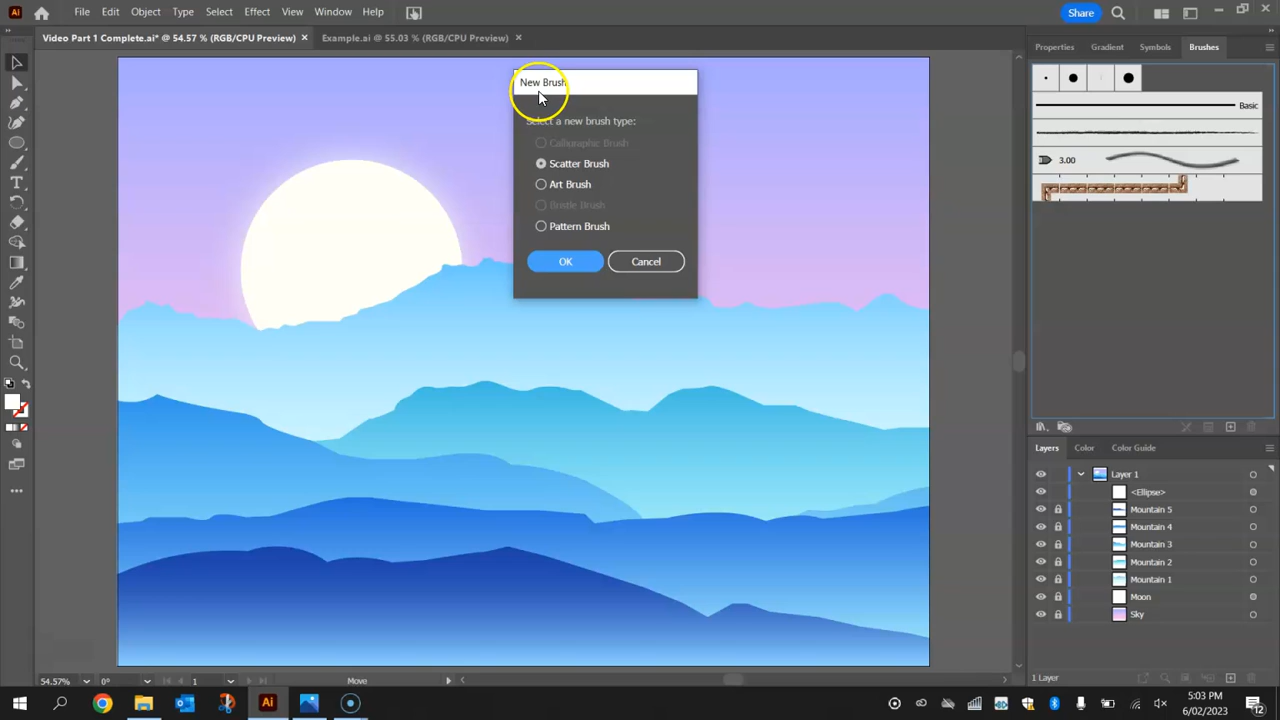 Ai File Edit Object Type Select Effect View Window Help Share
Video Part 1 Complete.ai* @ 54.57 % (RGB/CPU Preview) × Example.ai @ 55.03 % (RGB/CPU Preview) ×
Properties Gradient Symbols Brushes
New Brush
Select a new brush type:
Calligraphic Brush
Scatter Brush
Art Brush
Bristle Brush
Pattern Brush
OK Cancel
Basic
3.00
Layers Color Color Guide
Layer 1
<Ellipse>
Mountain 5
Mountain 4
Mountain 3
Mountain 2
Mountain 1
Moon
Sky
1 Layer
54.57% 0° 1 Move
Ai
5:03 PM
6/02/2023
12